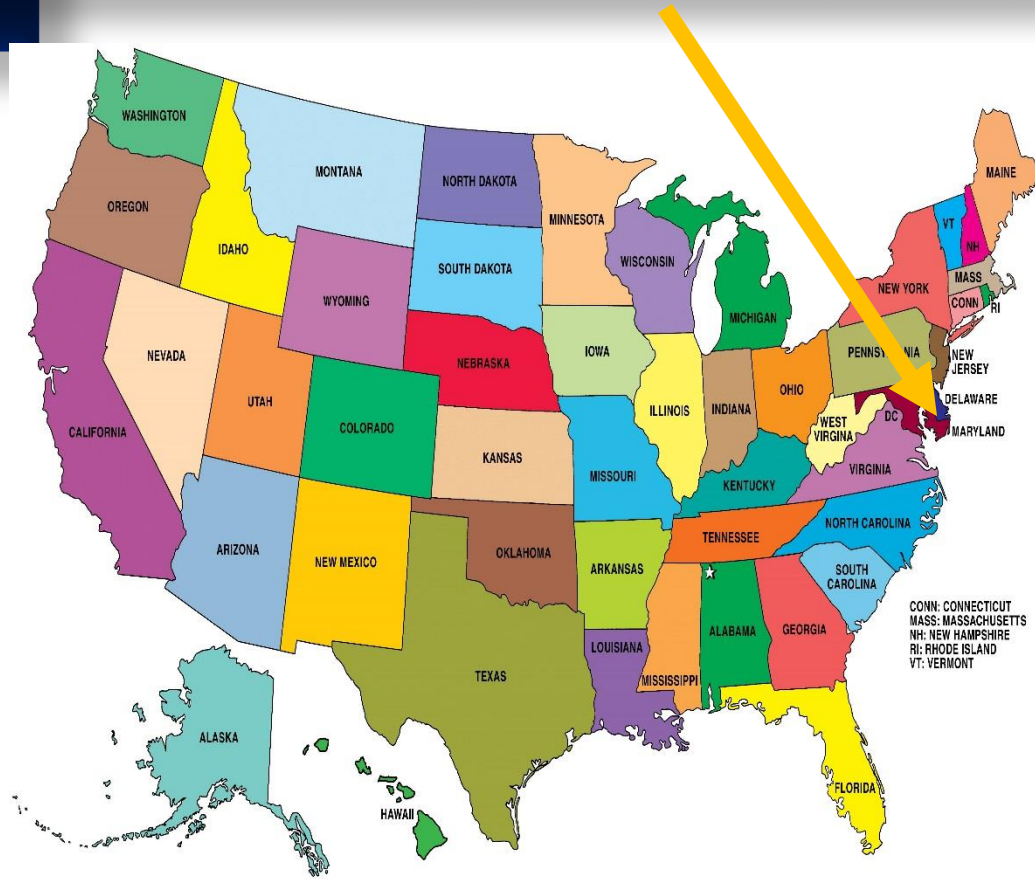 WASHINGTON
MONTANA
NORTH DAKOTA
MINNESOTA
MAINE
OREGON
IDAHO
VT
NH
WISCONSIN
SOUTH DAKOTA
MASS
NEW YORK
WYOMING
CONN
RI
MICHIGAN
NEVADA
IOWA
PENNSYLVANIA
NEW
JERSEY
NEBRASKA
UTAH
OHIO
DELAWARE
ILLINOIS
INDIANA
DC
CALIFORNIA
COLORADO
WEST
VIRGINA
MARYLAND
KANSAS
VIRGINIA
MISSOURI
KENTUCKY
NORTH CAROLINA
TENNESSEE
ARIZONA
OKLAHOMA
NEW MEXICO
ARKANSAS
SOUTH
CAROLINA
CONN: CONNECTICUT
MASS: MASSACHUSETTS
NH: NEW HAMPSHIRE
RI: RHODE ISLAND
VT: VERMONT
ALABAMA
GEORGIA
LOUISIANA
TEXAS
MISSISSIPPI
ALASKA
FLORIDA
HAWAII